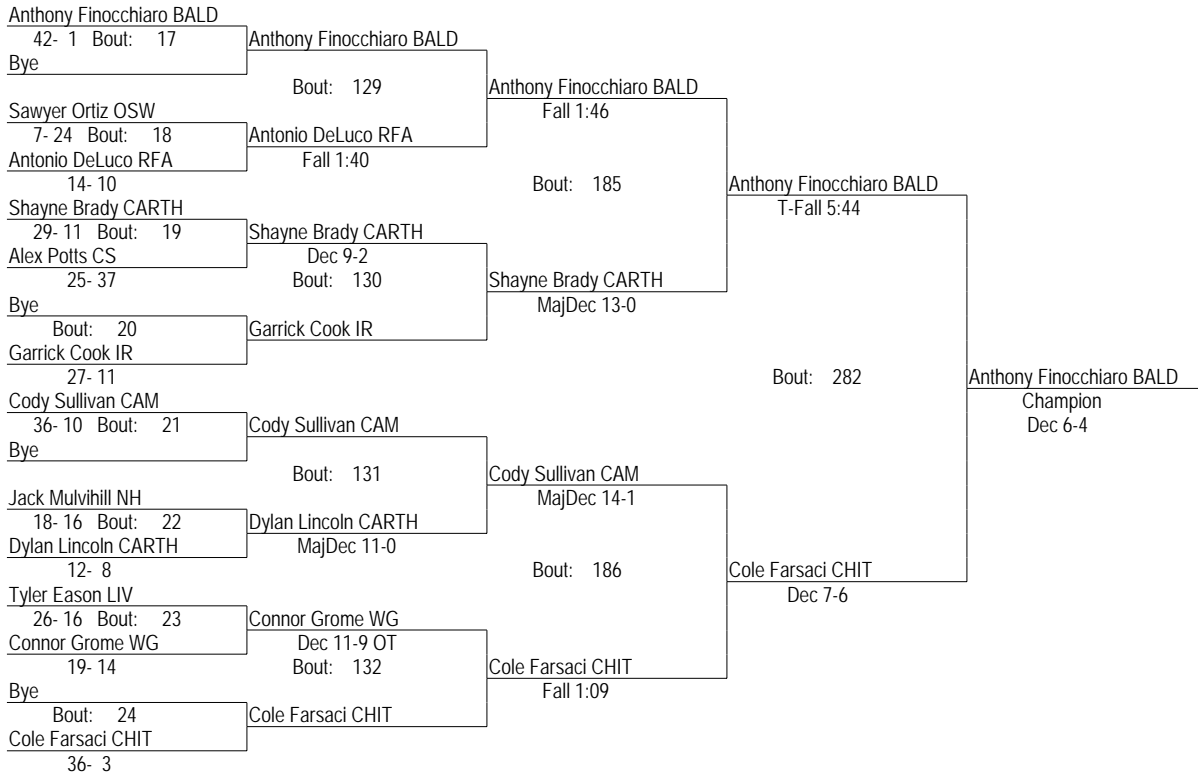 Anthony Finocchiaro BALD
42- 1 Bout: 17
Bye
Sawyer Ortiz OSW
7- 24 Bout: 18
Antonio DeLuco RFA
14- 10
Shayne Brady CARTH
29- 11 Bout: 19
Alex Potts CS
25- 37
Bye
Bout: 20
Garrick Cook IR
27- 11
Cody Sullivan CAM
36- 10 Bout: 21
Bye
Jack Mulvihill NH
18- 16 Bout: 22
Dylan Lincoln CARTH
12- 8
Tyler Eason LIV
26- 16 Bout: 23
Connor Grome WG
19- 14
Bye
Bout: 24
Cole Farsaci CHIT
36- 3
Anthony Finocchiaro BALD
Bout: 129
Antonio DeLuco RFA
Fall 1:40
Shayne Brady CARTH
Dec 9-2
Bout: 130
Garrick Cook IR
Cody Sullivan CAM
Bout: 131
Dylan Lincoln CARTH
MajDec 11-0
Connor Grome WG
Dec 11-9 OT
Bout: 132
Cole Farsaci CHIT
Anthony Finocchiaro BALD
Fall 1:46
Bout: 185
Shayne Brady CARTH
MajDec 13-0
Cody Sullivan CAM
MajDec 14-1
Bout: 186
Cole Farsaci CHIT
Fall 1:09
Anthony Finocchiaro BALD
T-Fall 5:44
Bout: 282
Cole Farsaci CHIT
Dec 7-6
Anthony Finocchiaro BALD
Champion
Dec 6-4